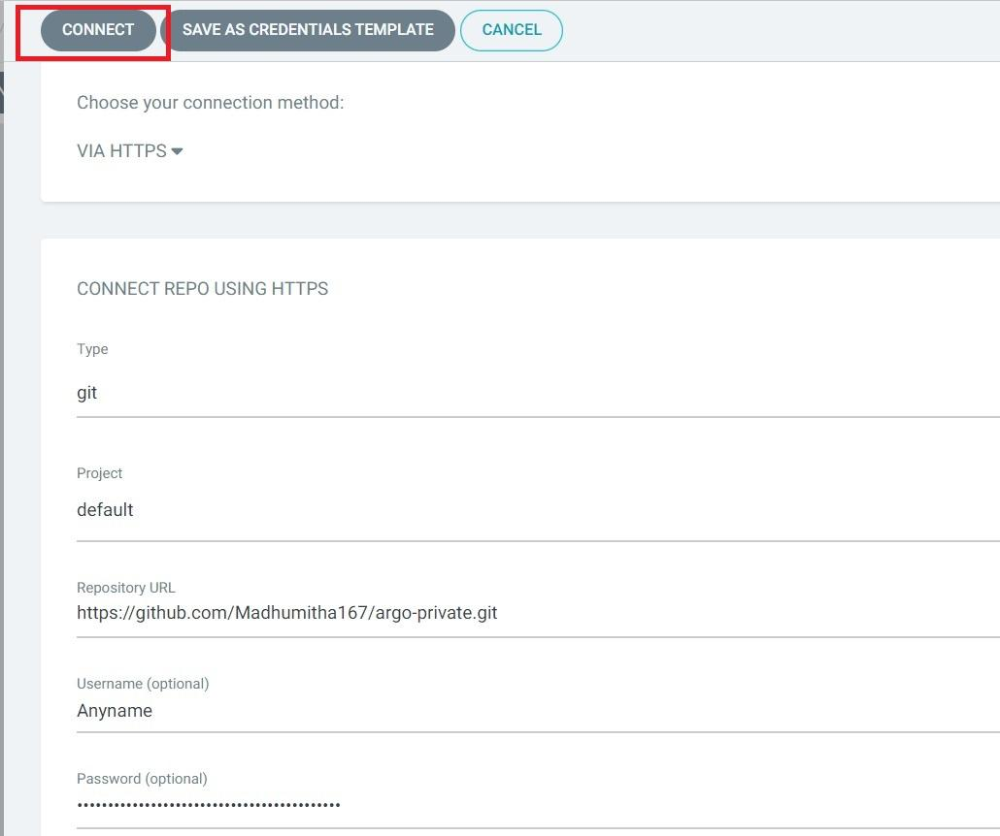 CONNECT SAVE AS CREDENTIALS TEMPLATE CANCEL
Choose your connection method:
VIA HTTPS
CONNECT REPO USING HTTPS
Type
git
Project
default
Repository URL
https://github.com/Madhumitha167/argo-private.git
Username (optional)
Anyname
Password (optional)
•••••••••••••••••••••••••••••••••••••••••••